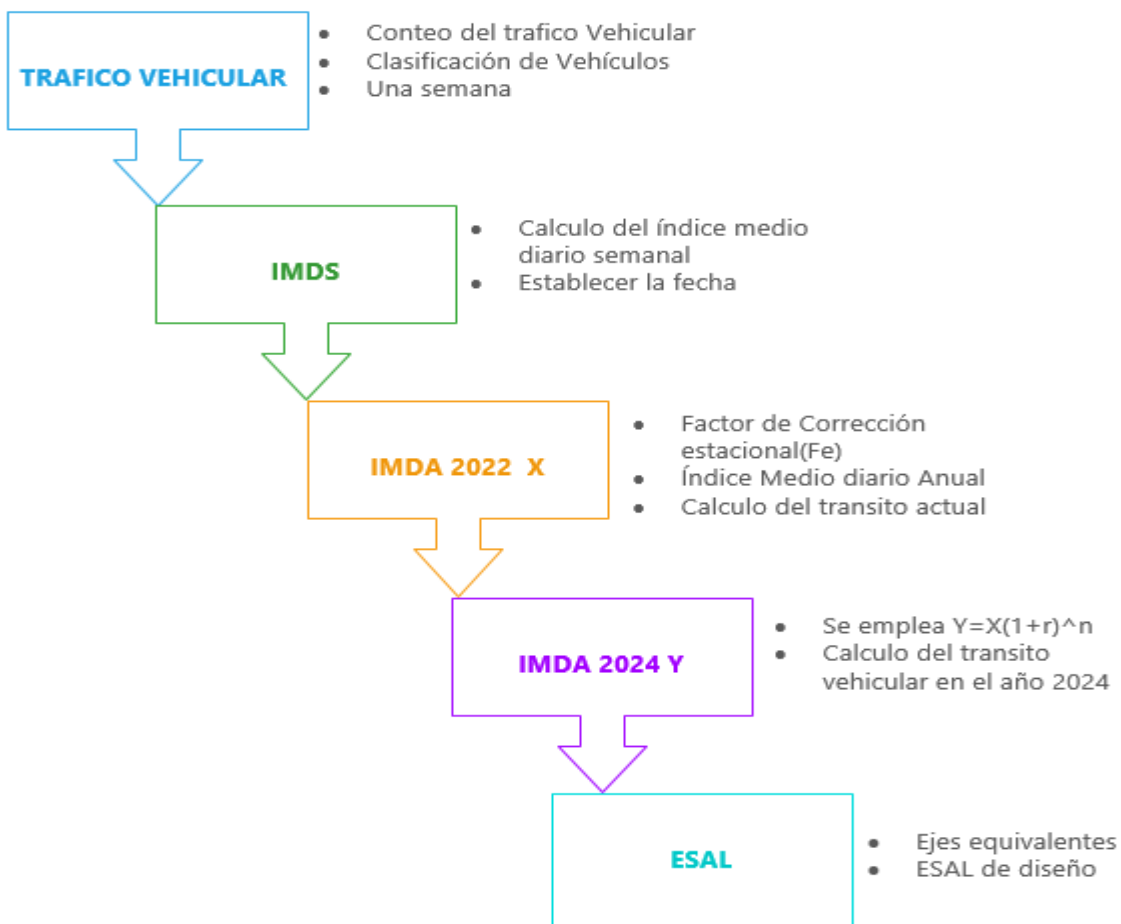 TRAFICO VEHICULAR
• Conteo del trafico Vehicular
• Clasificación de Vehículos
• Una semana
IMDS
• Calculo del índice medio
diario semanal
• Establecer la fecha
IMDA 2022 X
• Factor de Corrección
estacional(Fe)
• Índice Medio diario Anual
• Calculo del transito actual
IMDA 2024 Y
• Se emplea Y=X(1+r)^n
• Calculo del transito
vehicular en el año 2024
ESAL
• Ejes equivalentes
• ESAL de diseño